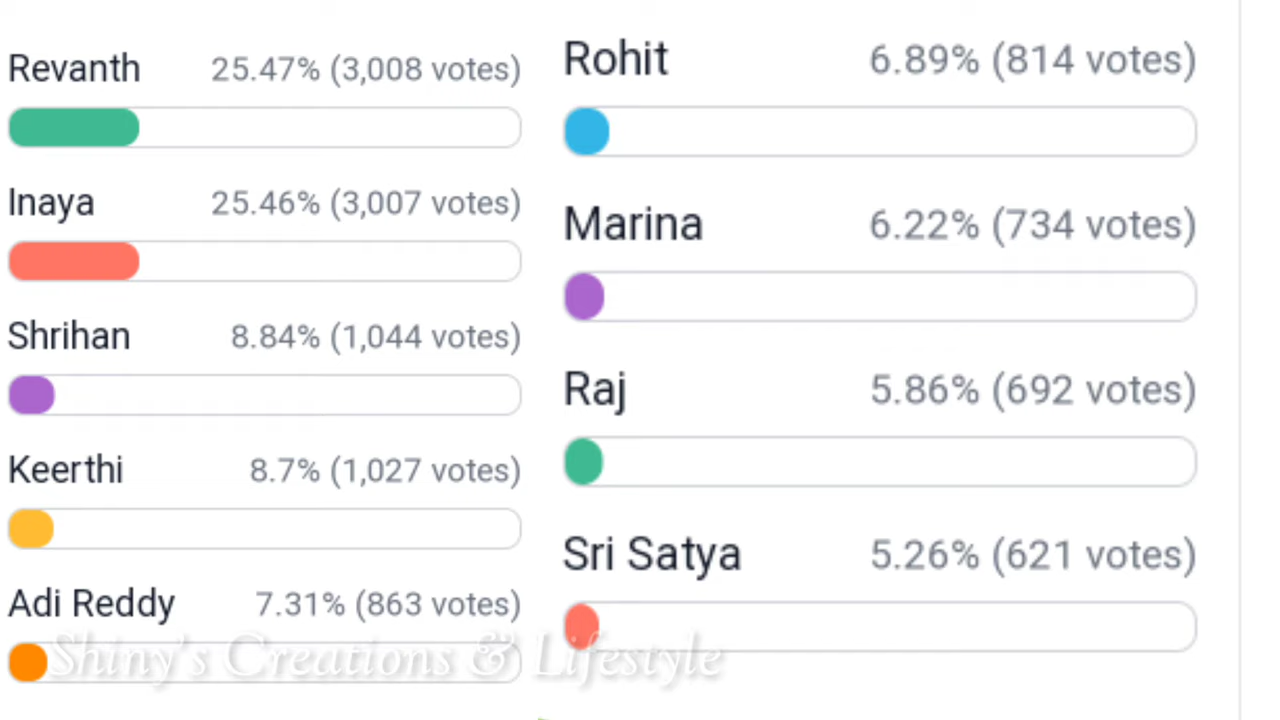 Revanth 25.47% (3,008 votes)
Inaya 25.46% (3,007 votes)
Shrihan 8.84% (1,044 votes)
Keerthi 8.7% (1,027 votes)
Adi Reddy 7.31% (863 votes)
Rohit 6.89% (814 votes)
Marina 6.22% (734 votes)
Raj 5.86% (692 votes)
Sri Satya 5.26% (621 votes)
Shiny's Creations & Lifestyle